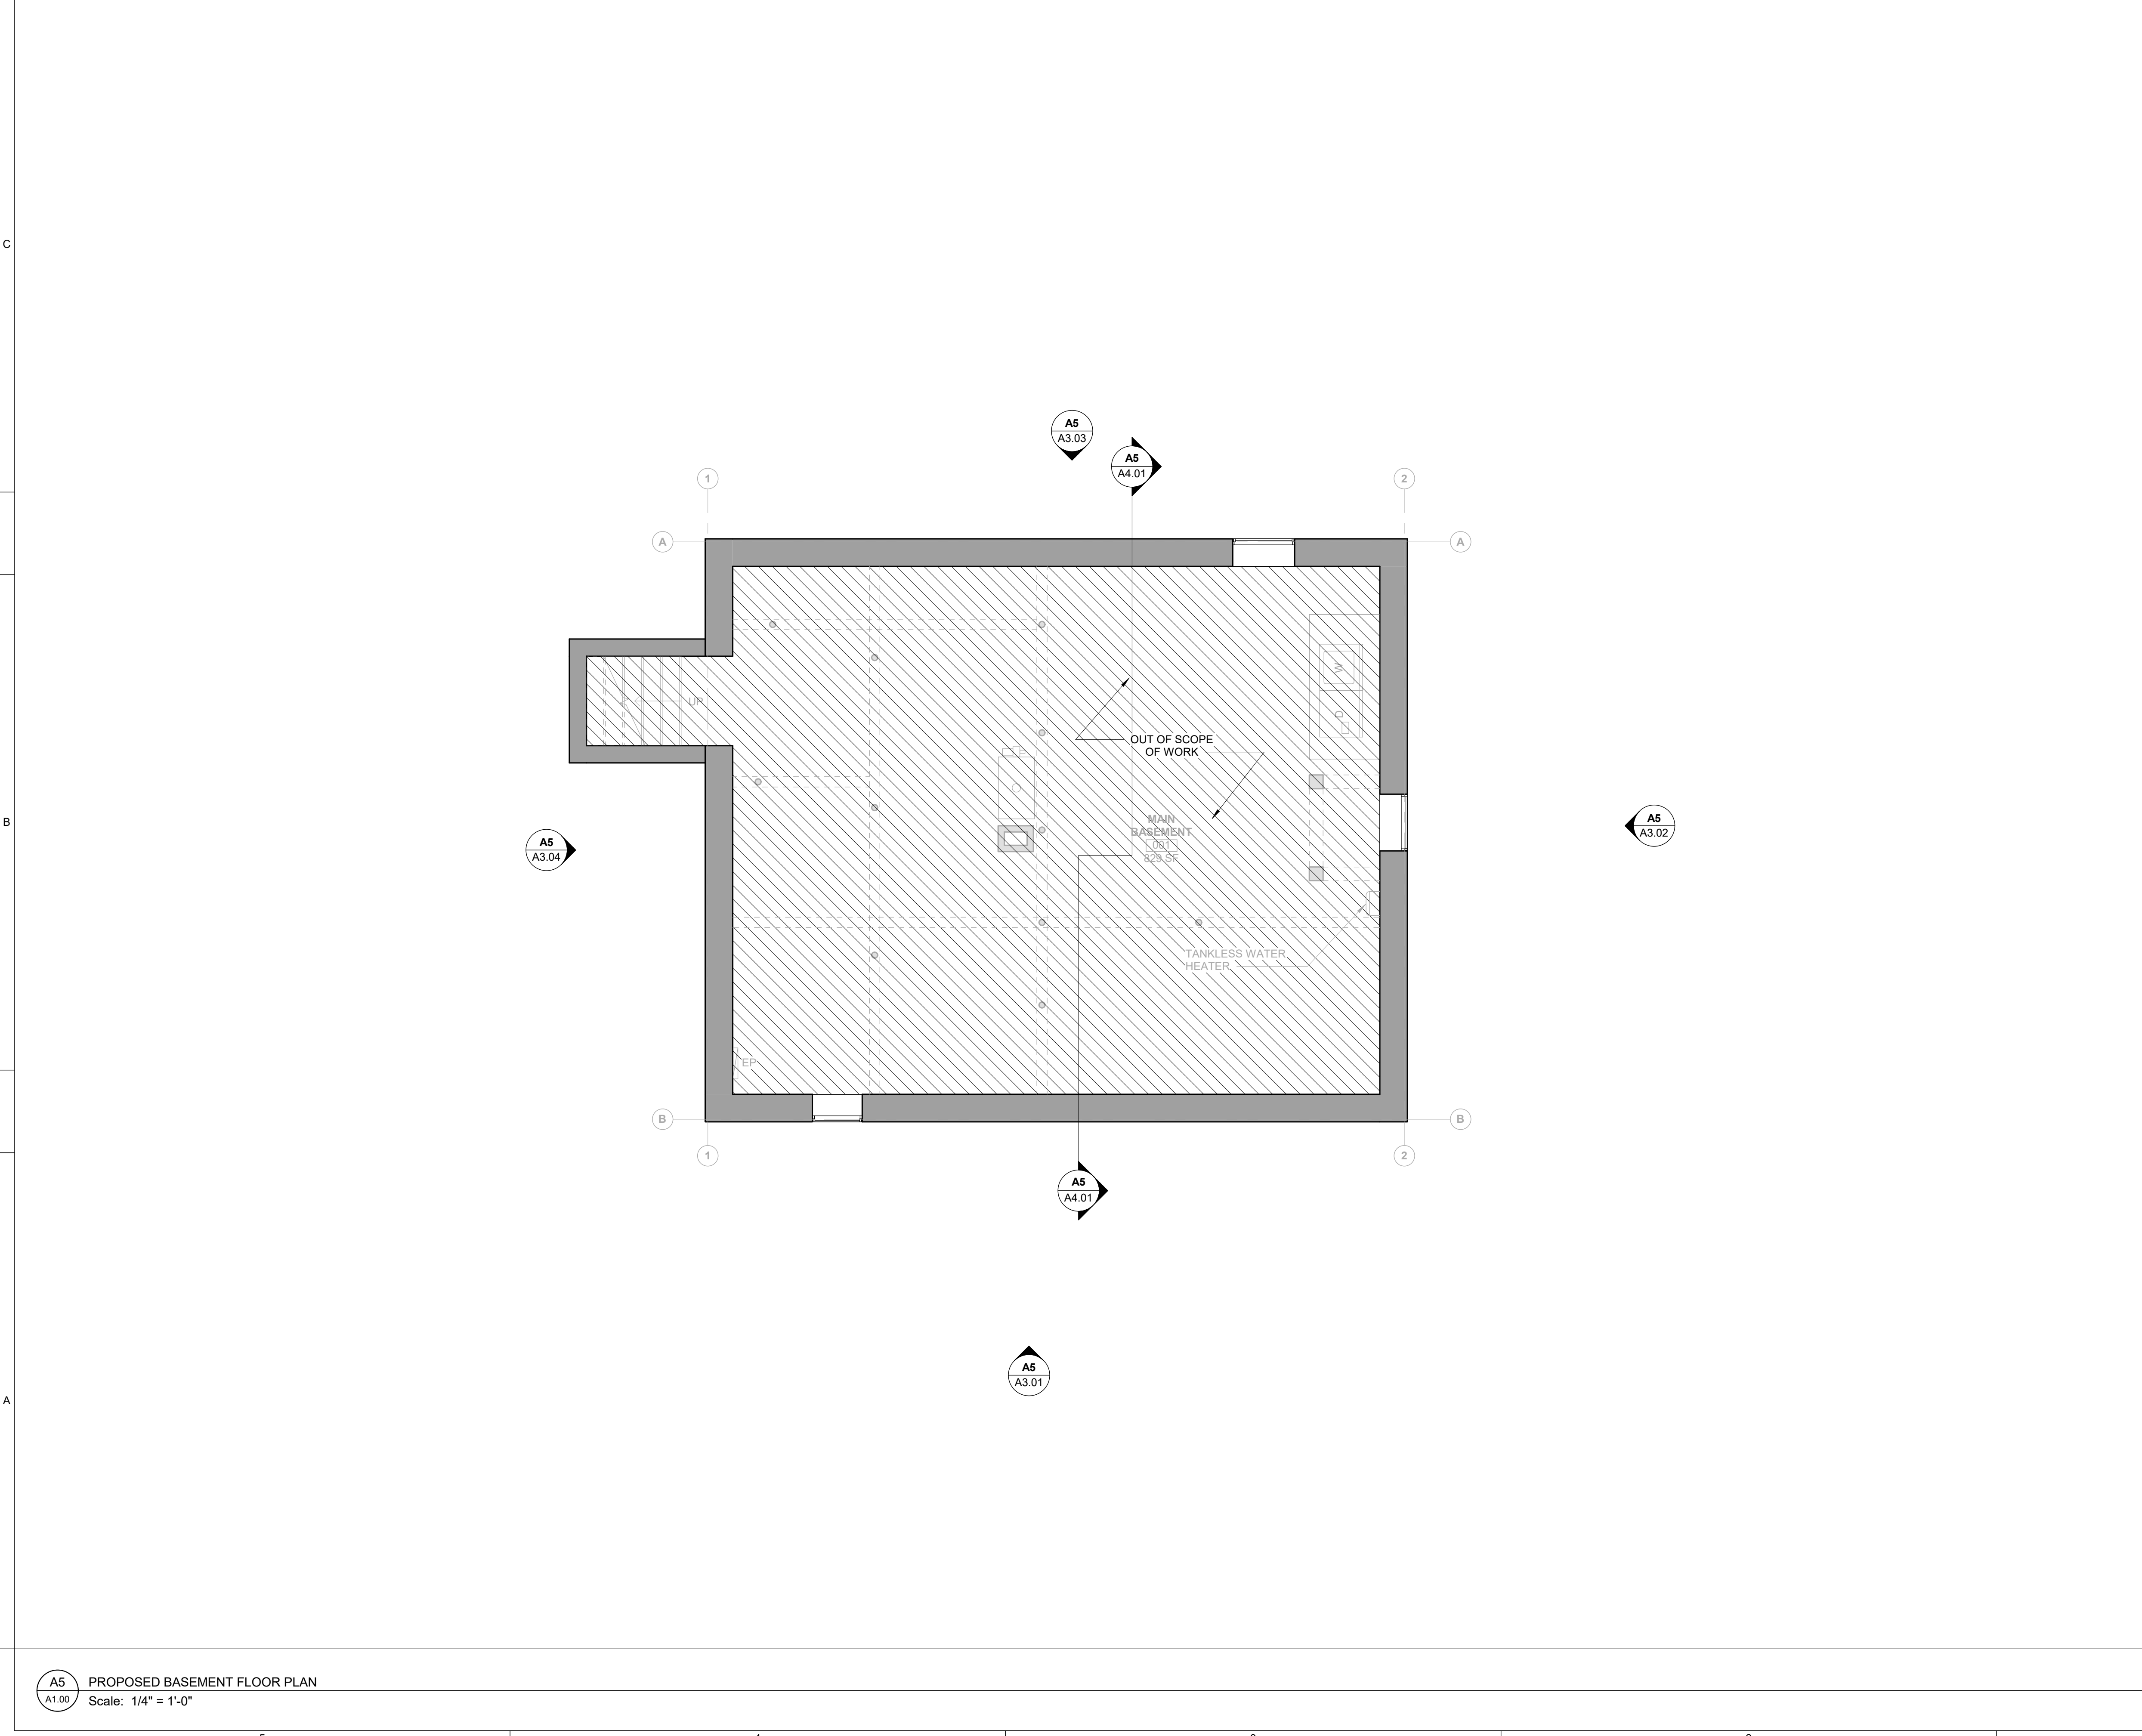 C
A5
A3.03
A5
A4.01
1
2
A
A
UP
W
D
OUT OF SCOPE
OF WORK
MAIN
BASEMENT
001
829 SF
B
A5
A3.04
A5
A3.02
TANKLESS WATER
HEATER
EP
B
B
1
2
A5
A4.01
A5
A3.01
A
A5
A1.00
PROPOSED BASEMENT FLOOR PLAN
Scale: 1/4" = 1'-0"